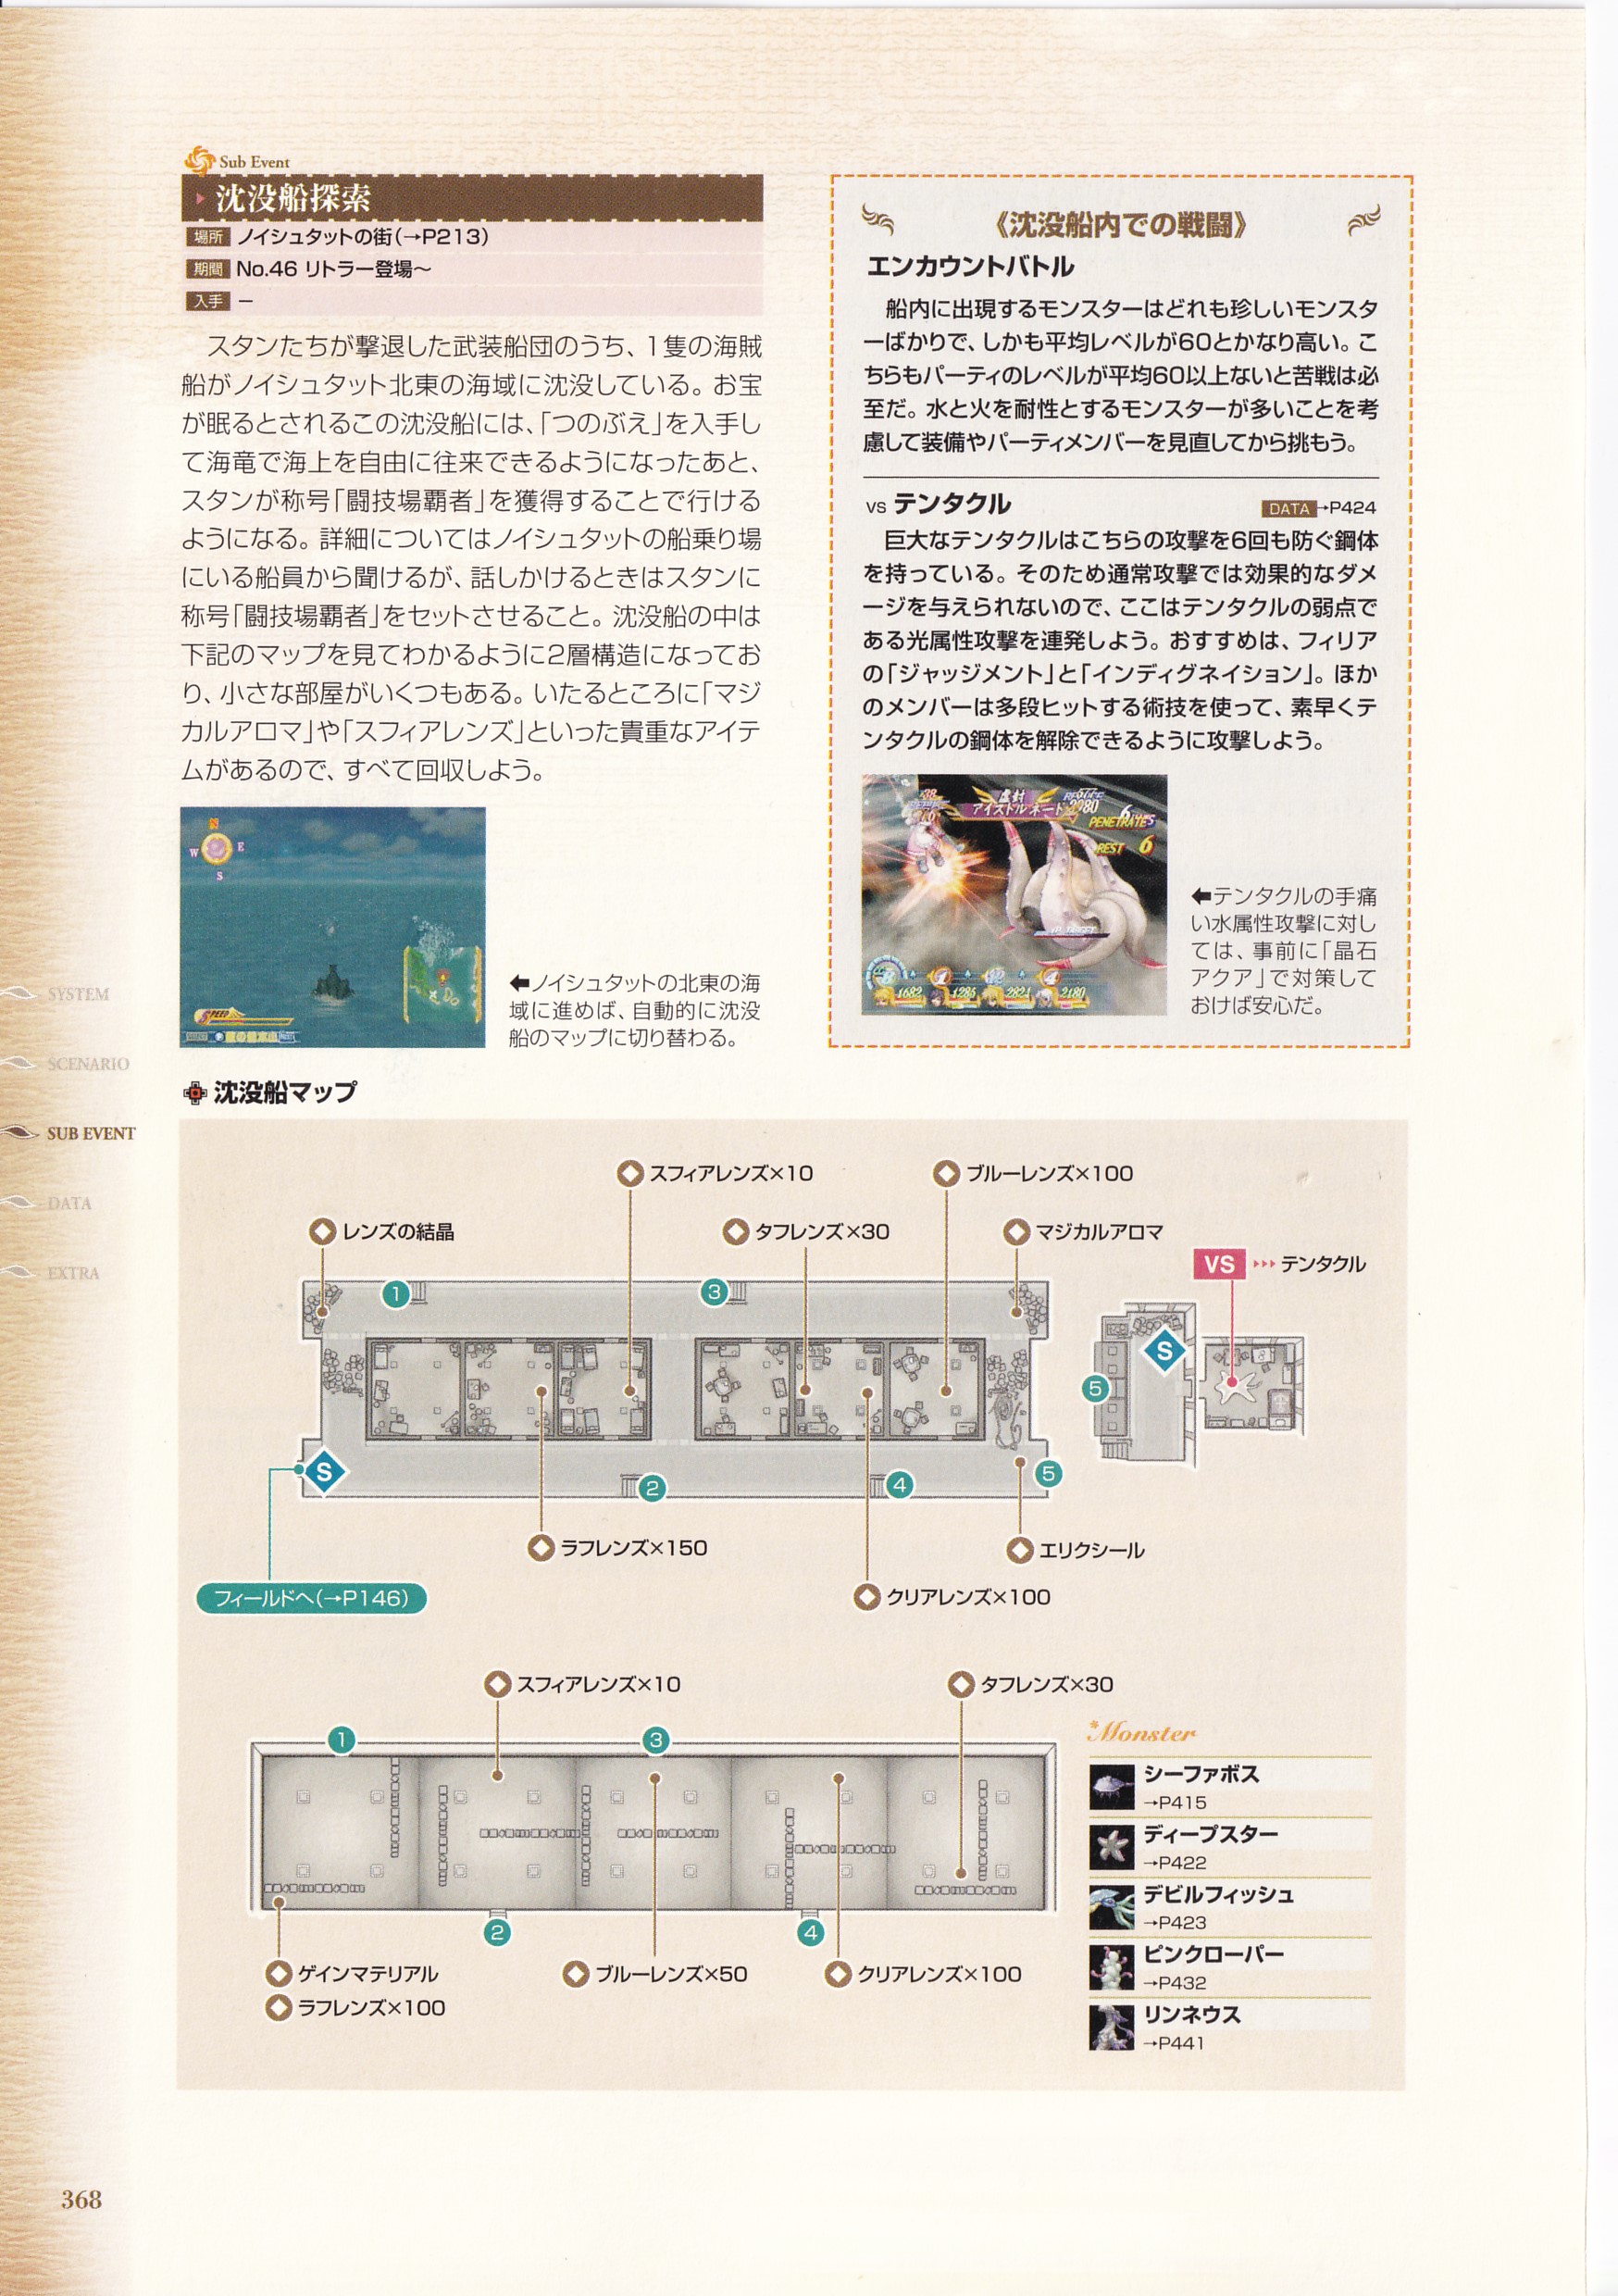 Sub Event
沈没船探索
場所 ノイシュタットの街(→P213)
期間 No.46 リトラー登場～
入手 ー
スタンたちが撃退した武装船団のうち、1隻の海賊
船がノイシュタット北東の海域に沈没している。お宝
が眠るとされるこの沈没船には、「つのぶえ」を入手し
て海竜で海上を自由に往来できるようになったあと、
スタンが称号「闘技場覇者」を獲得することで行ける
ようになる。詳細についてはノイシュタットの船乗り場
にいる船員から聞けるが、話しかけるときはスタンに
称号「闘技場覇者」をセットさせること。沈没船の中は
下記のマップを見てわかるように2層構造になってお
り、小さな部屋がいくつもある。いたるところに「マジ
カルアロマ」や「スフィアレンズ」といった貴重なアイテ
ムがあるので、すべて回収しよう。
N
W E
S
SPEED
←ノイシュタットの北東の海
域に進めば、自動的に沈没
船のマップに切り替わる。
《沈没船内での戦闘》
エンカウントバトル
船内に出現するモンスターはどれも珍しいモンスタ
ーばかりで、しかも平均レベルが60とかなり高い。こ
ちらもパーティのレベルが平均60以上ないと苦戦は必
至だ。水と火を耐性とするモンスターが多いことを考
慮して装備やパーティメンバーを見直してから挑もう。
VS テンタクル DATA→P424
巨大なテンタクルはこちらの攻撃を6回も防ぐ鋼体
を持っている。そのため通常攻撃では効果的なダメ
ージを与えられないので、ここはテンタクルの弱点で
ある光属性攻撃を連発しよう。おすすめは、フィリア
の「ジャッジメント」と「インディグネイション」。ほか
のメンバーは多段ヒットする術技を使って、素早くテ
ンタクルの鋼体を解除できるように攻撃しよう。
アイストルネード
PENETRATE
REST 6
1682 1285 2824 2180
←テンタクルの手痛
い水属性攻撃に対し
ては、事前に「晶石
アクア」で対策して
おけば安心だ。
SYSTEM
SCENARIO
SUB EVENT
DATA
EXTRA
沈没船マップ
スフィアレンズ×10
ブルーレンズ×100
レンズの結晶
タフレンズ×30
マジカルアロマ
VS テンタクル
1
3
S
5
S
2
4
5
ラフレンズ×150
エリクシール
フィールドへ(→P146)
クリアレンズ×100
スフィアレンズ×10
タフレンズ×30
1
3
2
4
ゲインマテリアル
ラフレンズ×100
ブルーレンズ×50
クリアレンズ×100
*Monster
シーファボス
→P415
ディープスター
→P422
デビルフィッシュ
→P423
ピンクローパー
→P432
リンネウス
→P441
368